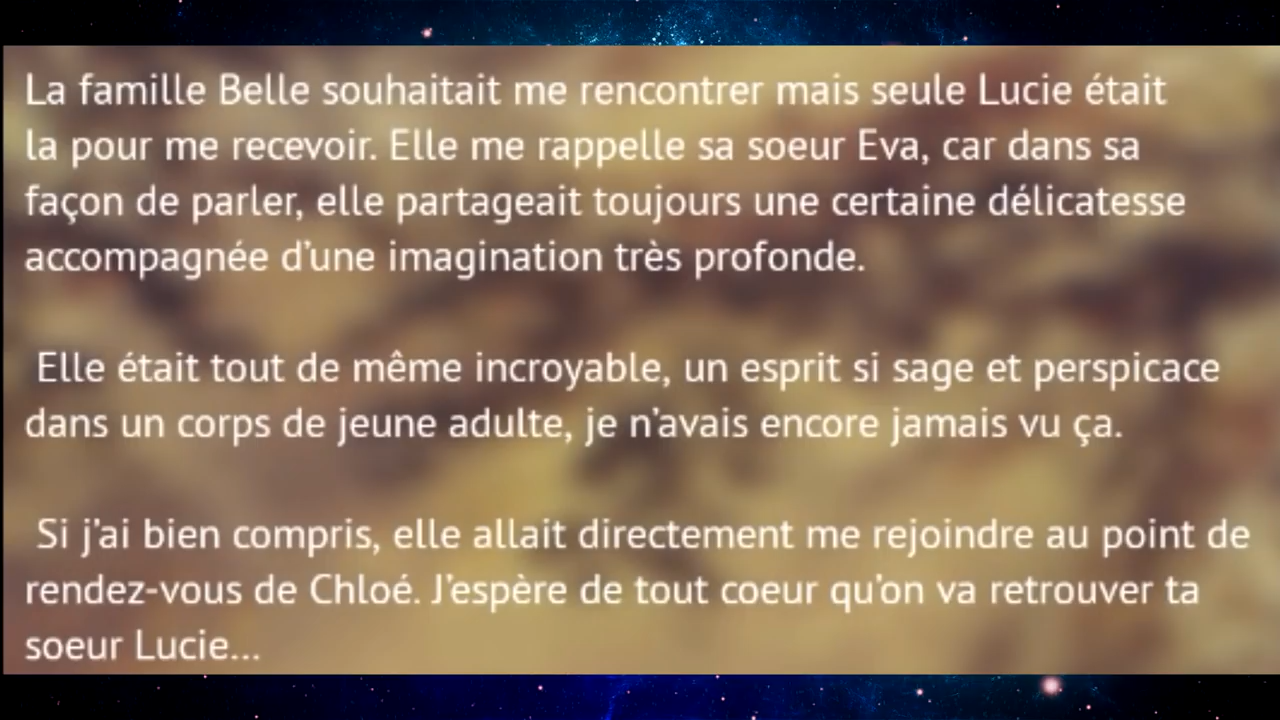 La famille Belle souhaitait me rencontrer mais seule Lucie était
la pour me recevoir. Elle me rappelle sa soeur Eva, car dans sa
façon de parler, elle partageait toujours une certaine délicatesse
accompagnée d’une imagination très profonde.
Elle était tout de même incroyable, un esprit si sage et perspicace
dans un corps de jeune adulte, je n’avais encore jamais vu ça.
Si j’ai bien compris, elle allait directement me rejoindre au point de
rendez-vous de Chloé. J’espère de tout coeur qu’on va retrouver ta
soeur Lucie...